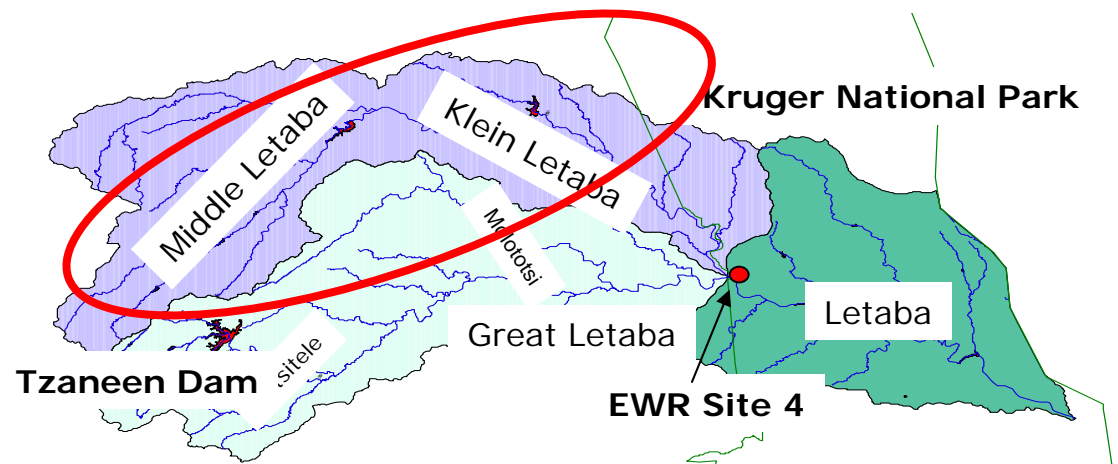 Kruger National Park
Middle Letaba
Klein Letaba
Molototsi
Great Letaba
Letaba
Tzaneen Dam
EWR Site 4